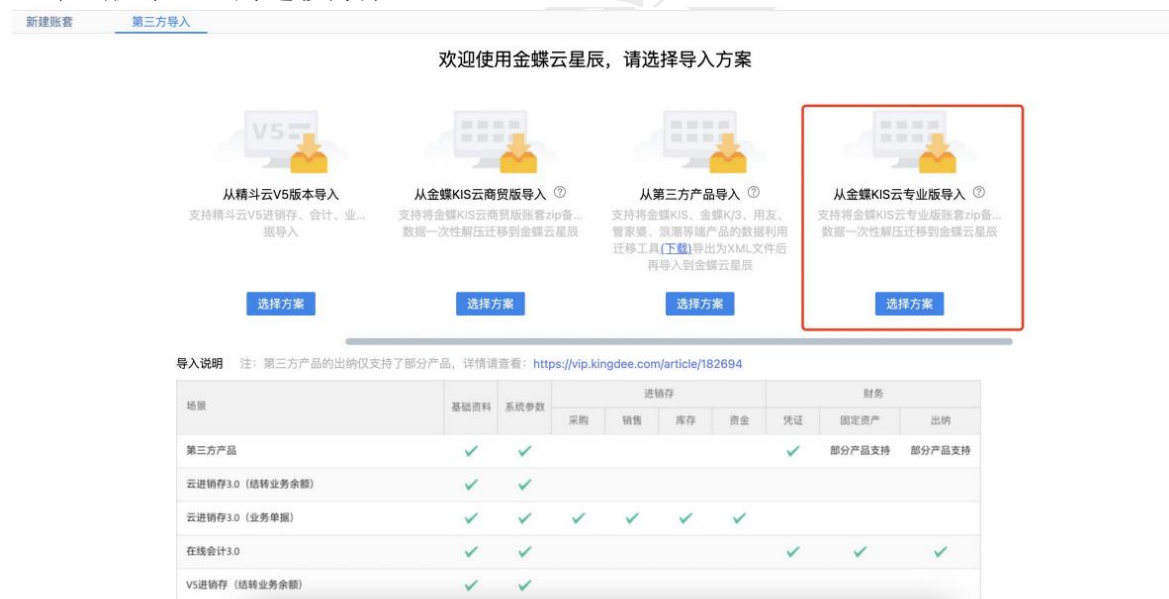 新建账套 第三方导入
欢迎使用金蝶云星辰，请选择导入方案
V5
从精斗云V5版本导入
支持精斗云V5进销存、会计、业...
据导入
选择方案
从金蝶KIS云商贸版导入 ?
支持将金蝶KIS云商贸版账套zip备...
数据一次性解压迁移到金蝶云星辰
选择方案
从第三方产品导入 ?
支持将金蝶KIS、金蝶K/3、用友、
管家婆、浪潮等端产品的数据利用
迁移工具(下载)导出为XML文件后
再导入到金蝶云星辰
选择方案
从金蝶KIS云专业版导入 ?
支持将金蝶KIS云专业版账套zip备...
数据一次性解压迁移到金蝶云星辰
选择方案
导入说明 注：第三方产品的出纳仅支持了部分产品，详情请查看：https://vip.kingdee.com/article/182694
场景 基础资料 系统参数 进销存 财务
采购 销售 库存 资金 凭证 固定资产 出纳
第三方产品 ✓ ✓ ✓ 部分产品支持 部分产品支持
云进销存3.0（结转业务余额） ✓ ✓
云进销存3.0（业务单据） ✓ ✓ ✓ ✓ ✓ ✓
在线会计3.0 ✓ ✓ ✓ ✓ ✓
V5进销存（结转业务余额） ✓ ✓